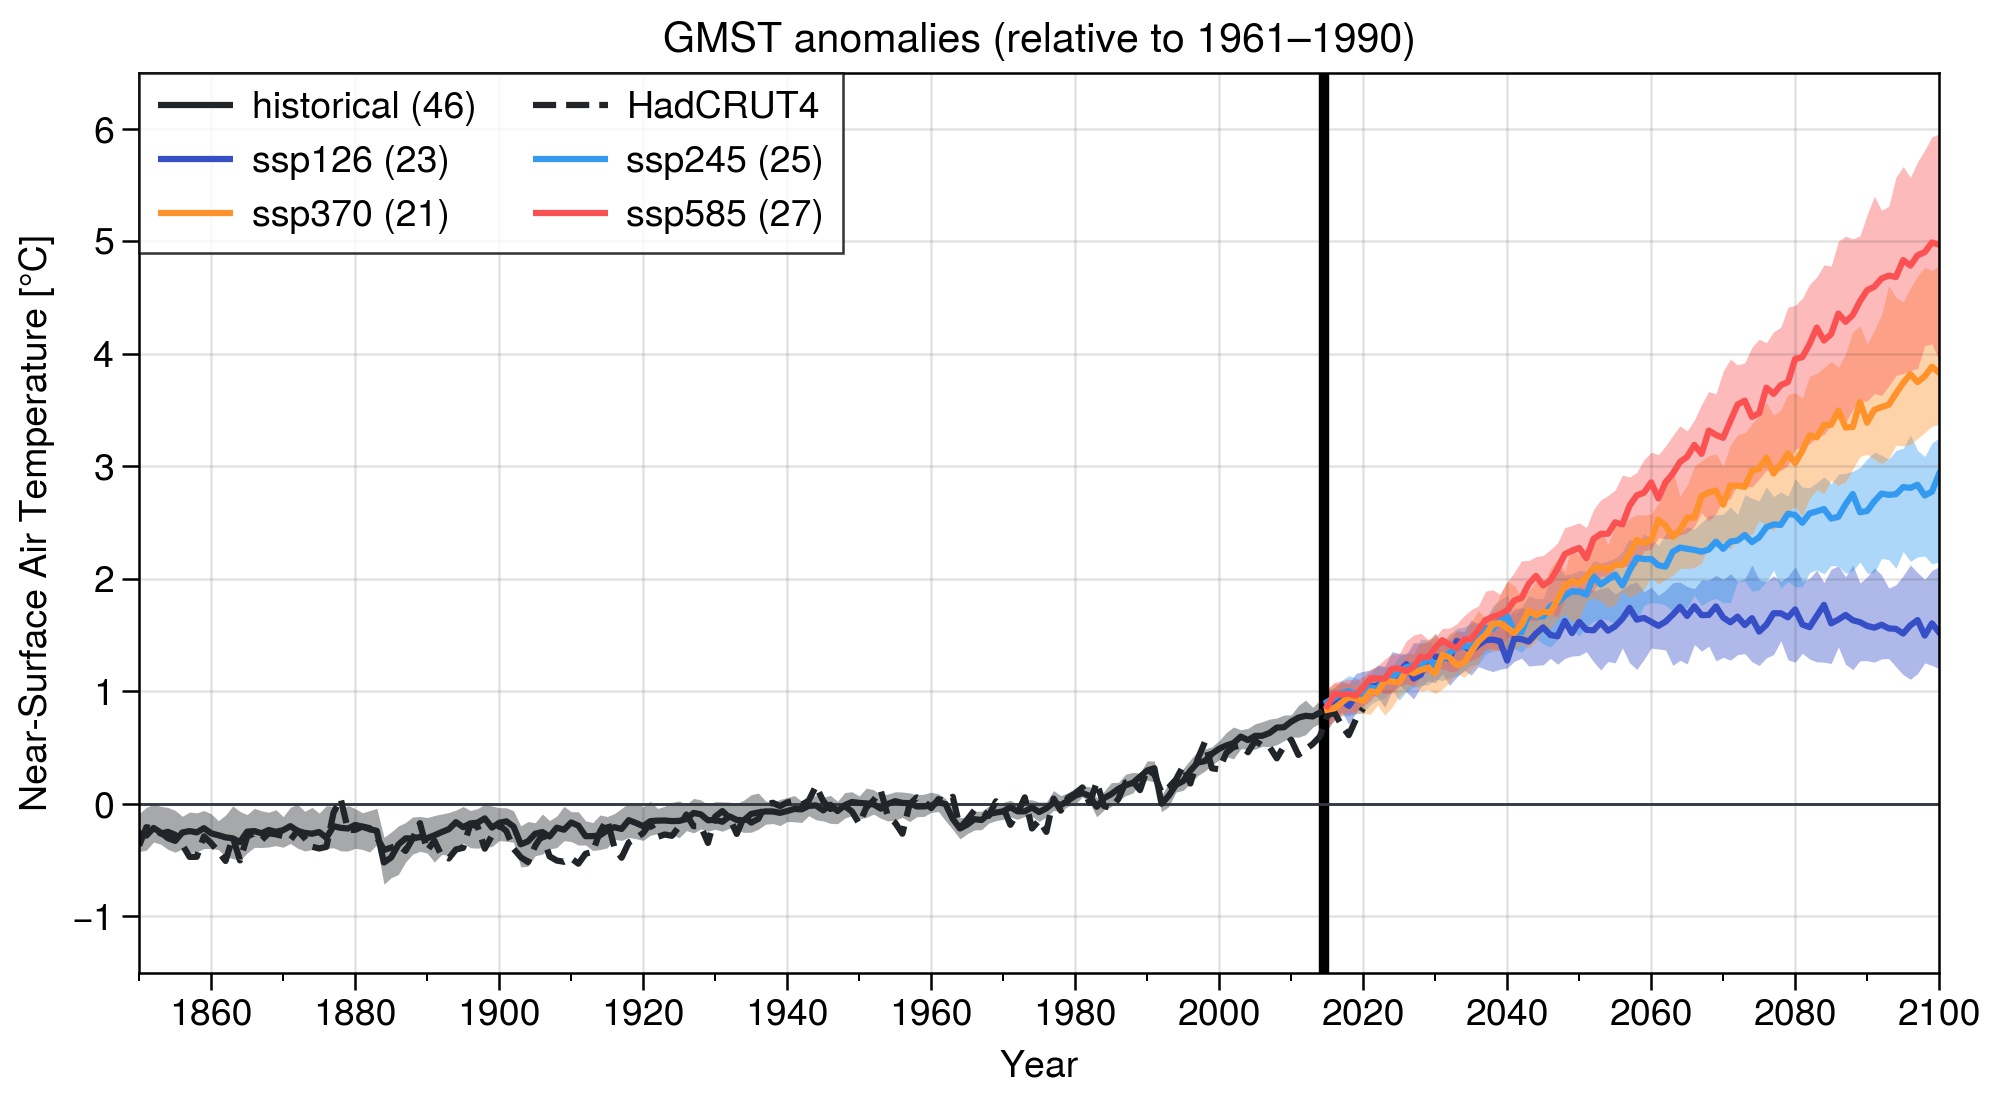 GMST anomalies (relative to 1961–1990)
historical (46)
HadCRUT4
ssp126 (23)
ssp245 (25)
ssp370 (21)
ssp585 (27)
Near-Surface Air Temperature [°C]
6
5
4
3
2
1
0
−1
1860 1880 1900 1920 1940 1960 1980 2000 2020 2040 2060 2080 2100
Year